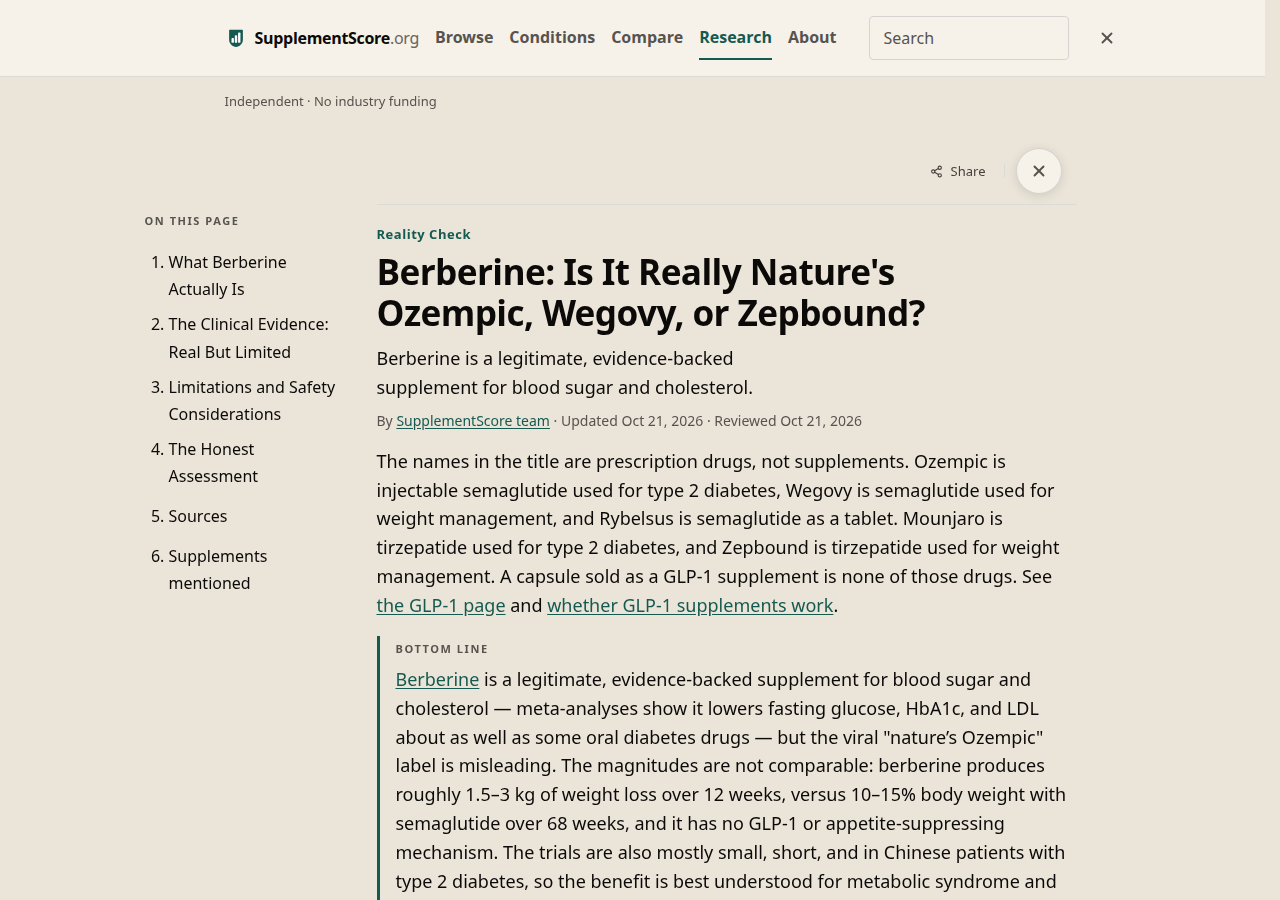 SupplementScore.org Browse Conditions Compare Research About Search ✕
Independent · No industry funding
Share ✕
ON THIS PAGE
1. What Berberine
Actually Is
2. The Clinical Evidence:
Real But Limited
3. Limitations and Safety
Considerations
4. The Honest
Assessment
5. Sources
6. Supplements
mentioned
Reality Check
Berberine: Is It Really Nature's
Ozempic, Wegovy, or Zepbound?
Berberine is a legitimate, evidence-backed
supplement for blood sugar and cholesterol.
By SupplementScore team · Updated Oct 21, 2026 · Reviewed Oct 21, 2026
The names in the title are prescription drugs, not supplements. Ozempic is
injectable semaglutide used for type 2 diabetes, Wegovy is semaglutide used for
weight management, and Rybelsus is semaglutide as a tablet. Mounjaro is
tirzepatide used for type 2 diabetes, and Zepbound is tirzepatide used for weight
management. A capsule sold as a GLP-1 supplement is none of those drugs. See
the GLP-1 page and whether GLP-1 supplements work.
BOTTOM LINE
Berberine is a legitimate, evidence-backed supplement for blood sugar and
cholesterol — meta-analyses show it lowers fasting glucose, HbA1c, and LDL
about as well as some oral diabetes drugs — but the viral "nature’s Ozempic"
label is misleading. The magnitudes are not comparable: berberine produces
roughly 1.5–3 kg of weight loss over 12 weeks, versus 10–15% body weight with
semaglutide over 68 weeks, and it has no GLP-1 or appetite-suppressing
mechanism. The trials are also mostly small, short, and in Chinese patients with
type 2 diabetes, so the benefit is best understood for metabolic syndrome and